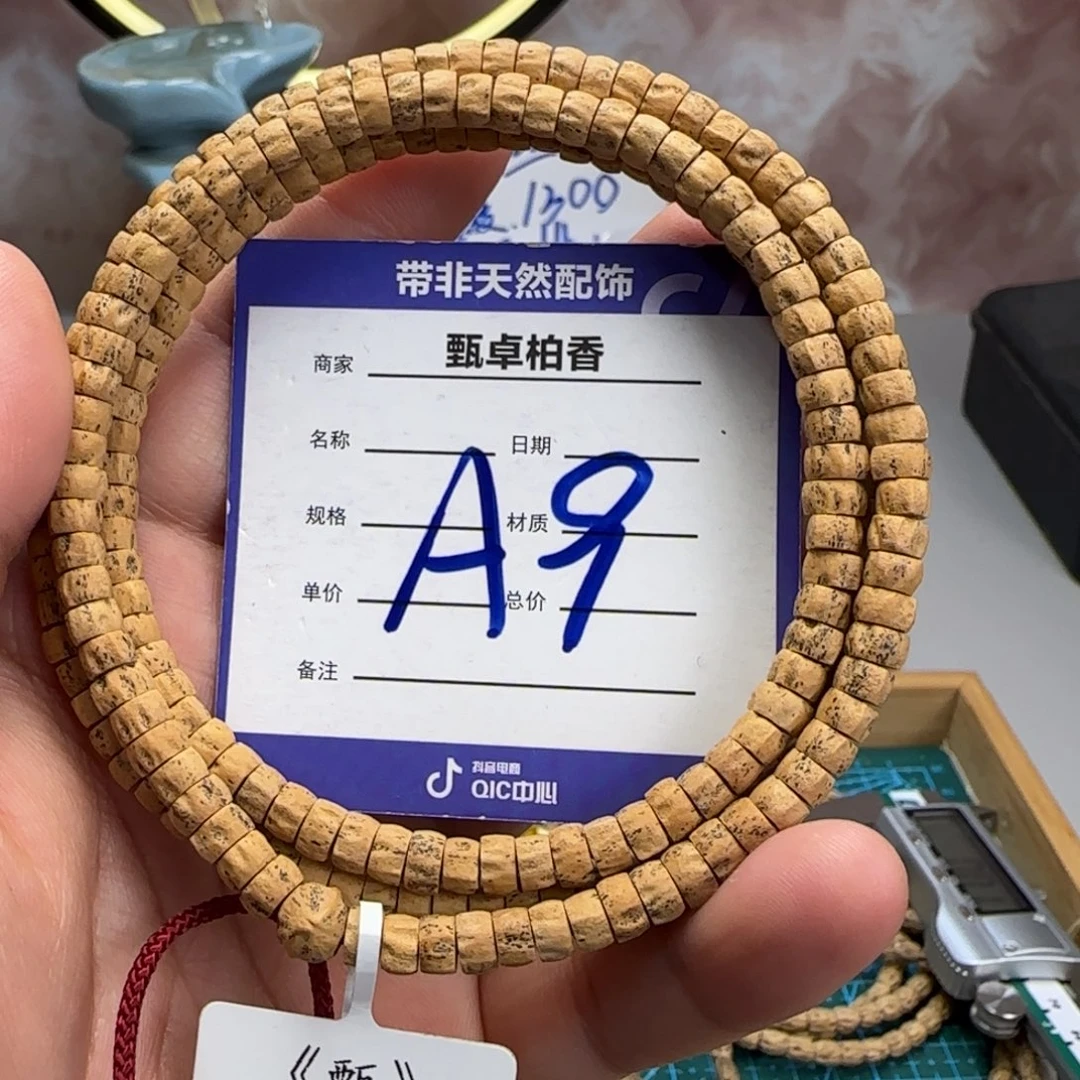 1200
带非天然配饰
商家 甄卓柏香
名称 日期
A9
规格 材质
单价 总价
备注
抖音电商
QIC中心
《甄》